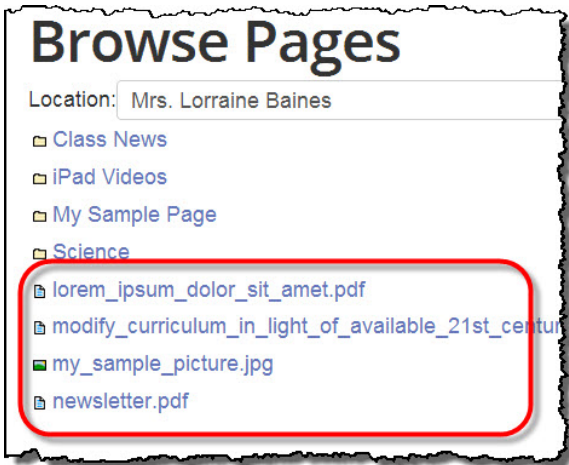 Browse Pages
Location: Mrs. Lorraine Baines
Class News
iPad Videos
My Sample Page
Science
lorem_ipsum_dolor_sit_amet.pdf
modify_curriculum_in_light_of_available_21st_centur
my_sample_picture.jpg
newsletter.pdf